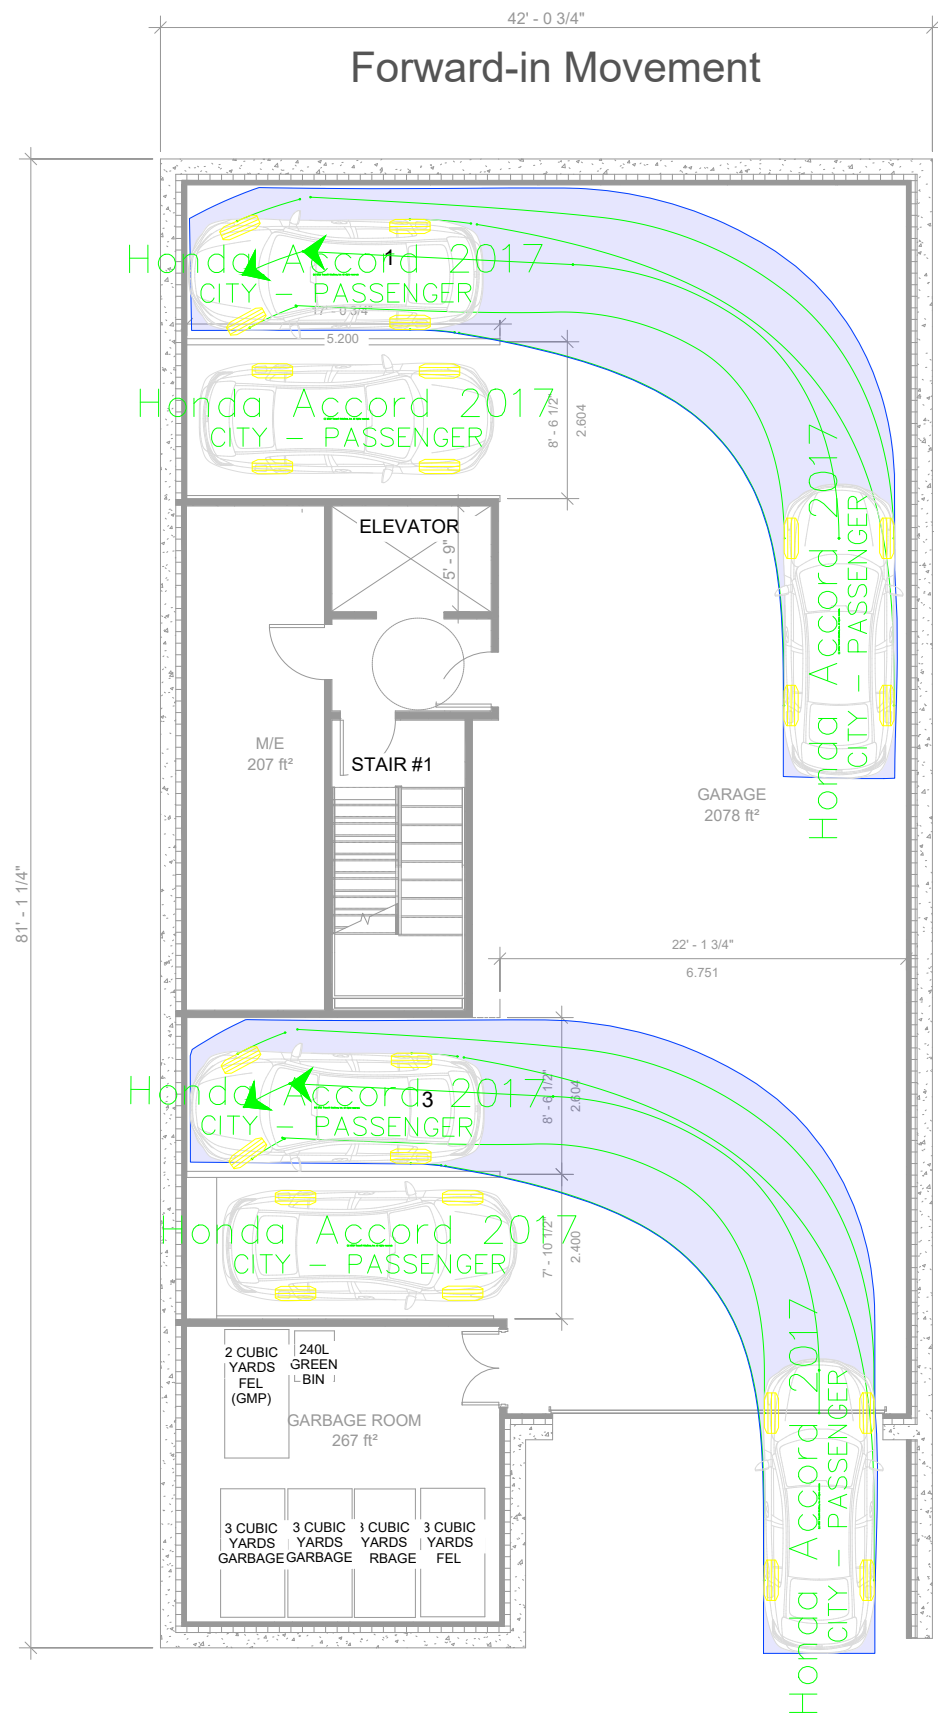 42' - 0 3/4"
Forward-in Movement
Honda Accord 2017
1
CITY - PASSENGER
17' - 0 3/4"
5.200
Honda Accord 2017
CITY - PASSENGER
8' - 6 1/2"
2.604
Honda Accord 2017
CITY - PASSENGER
ELEVATOR
5' - 9"
M/E
207 ft²
STAIR #1
GARAGE
2078 ft²
81' - 1 1/4"
22' - 1 3/4"
6.751
Honda Accord 2017
3
CITY - PASSENGER
8' - 6 1/2"
2.604
Honda Accord 2017
CITY - PASSENGER
7' - 10 1/2"
2.400
Honda Accord 2017
CITY - PASSENGER
2 CUBIC
YARDS
FEL
(GMP)
240L
GREEN
BIN
GARBAGE ROOM
267 ft²
3 CUBIC
YARDS
GARBAGE
3 CUBIC
YARDS
GARBAGE
3 CUBIC
YARDS
RBAGE
3 CUBIC
YARDS
FEL